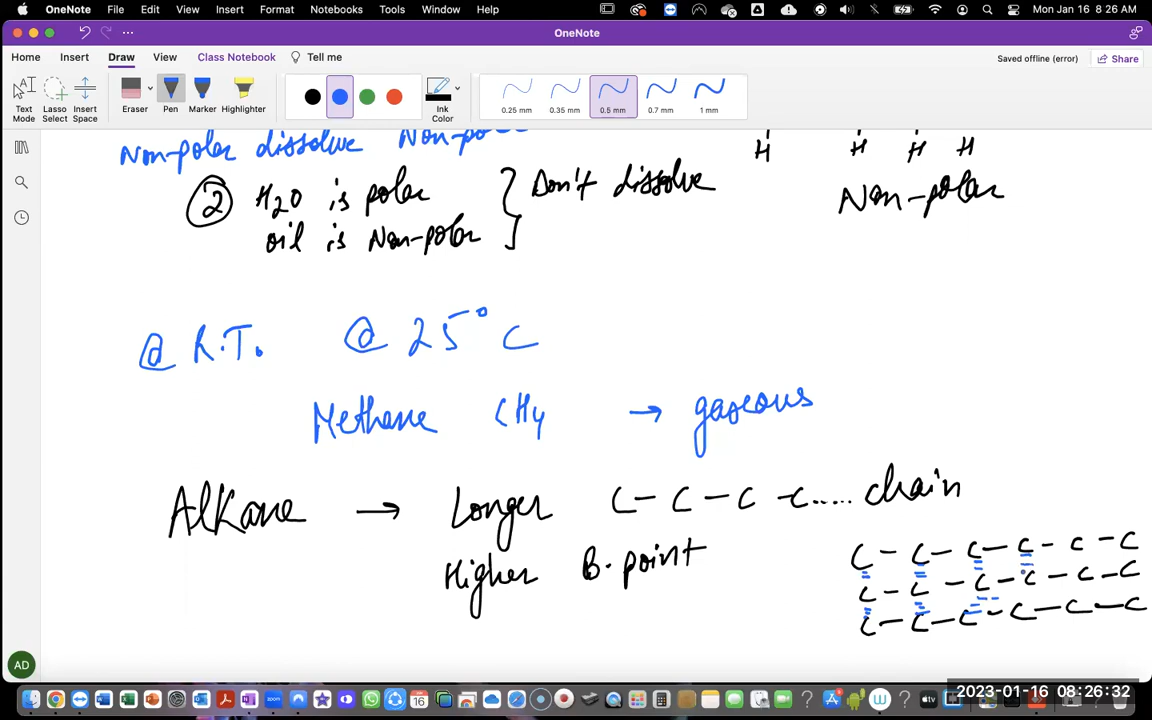 OneNote File Edit View Insert Format Notebooks Tools Window Help Mon Jan 16 8:26 AM
OneNote
Home Insert Draw View Class Notebook Tell me Saved offline (error) Share
Text Mode Lasso Select Insert Space Eraser Pen Marker Highlighter Ink Color 0.25 mm 0.35 mm 0.5 mm 0.7 mm 1 mm
Non-polar dissolve Non-polar
H H H H
② H2O is polar Don't dissolve Non-polar
oil is Non-polar
@ R.T. @ 25° C
Methane CH4 → gaseous
Alkane → Longer C - C - C - C..... chain
Higher B. point
C - C - C - C - C - C
C - C - C - C - C - C
C - C - C - C - C - C
AD
16
2023-01-16 08:26:32